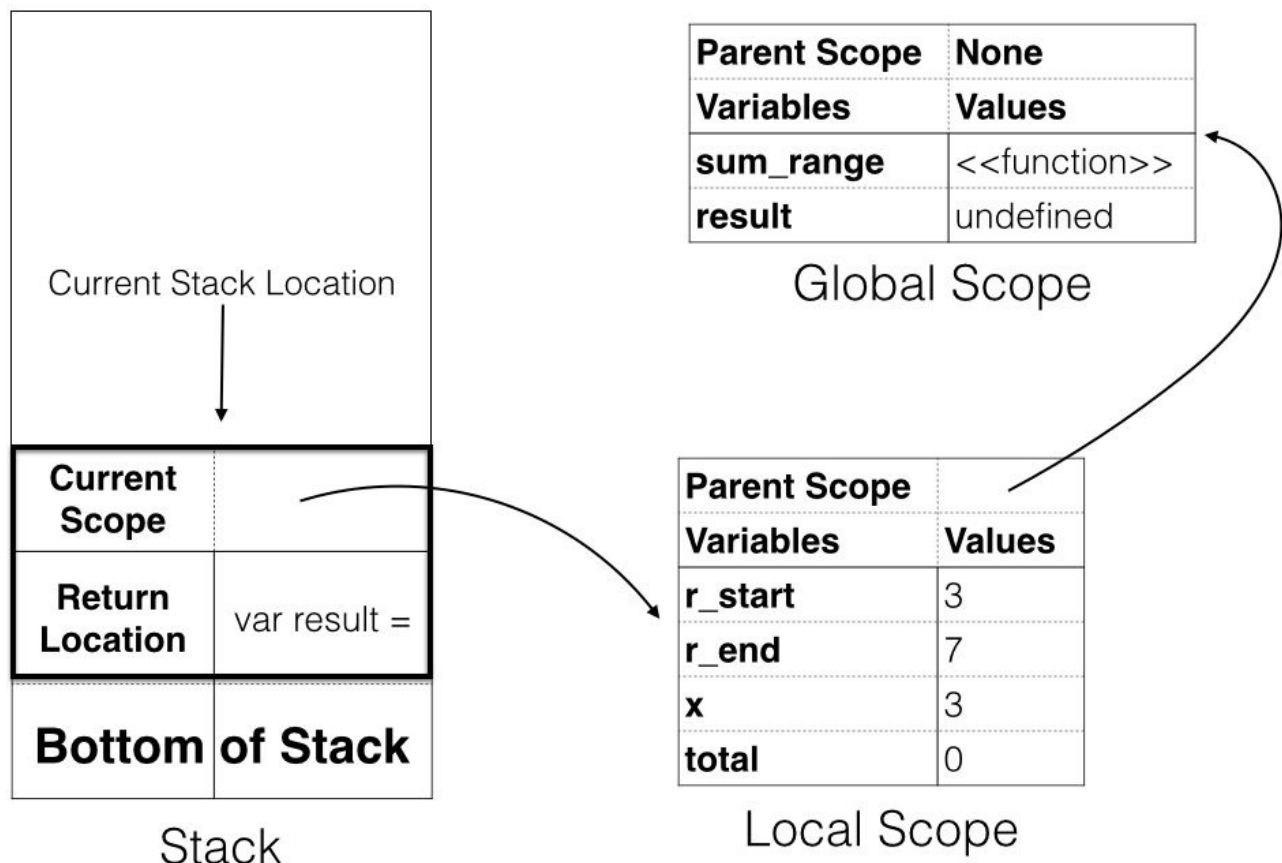 Current Stack Location
Current
Scope
Return
Location
var result =
Bottom of Stack
Stack
Parent Scope None
Variables Values
sum_range <<function>>
result undefined
Global Scope
Parent Scope
Variables Values
r_start 3
r_end 7
x 3
total 0
Local Scope